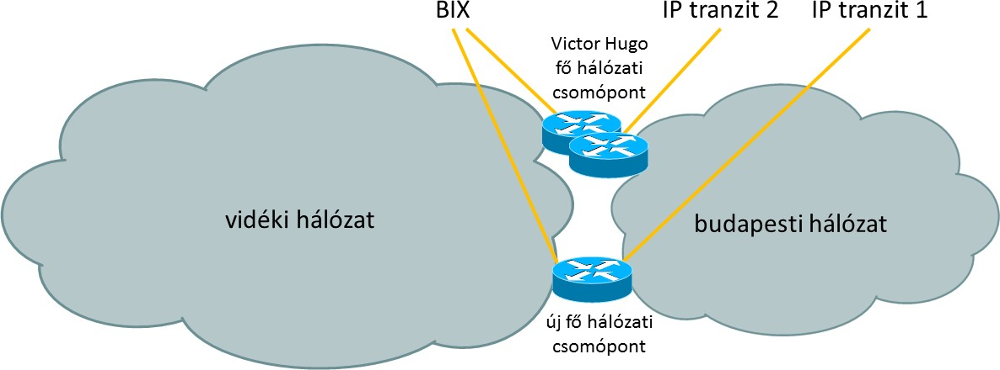 BIX
IP tranzit 2
IP tranzit 1
Victor Hugo
fő hálózati
csomópont
vidéki hálózat
budapesti hálózat
új fő hálózati
csomópont